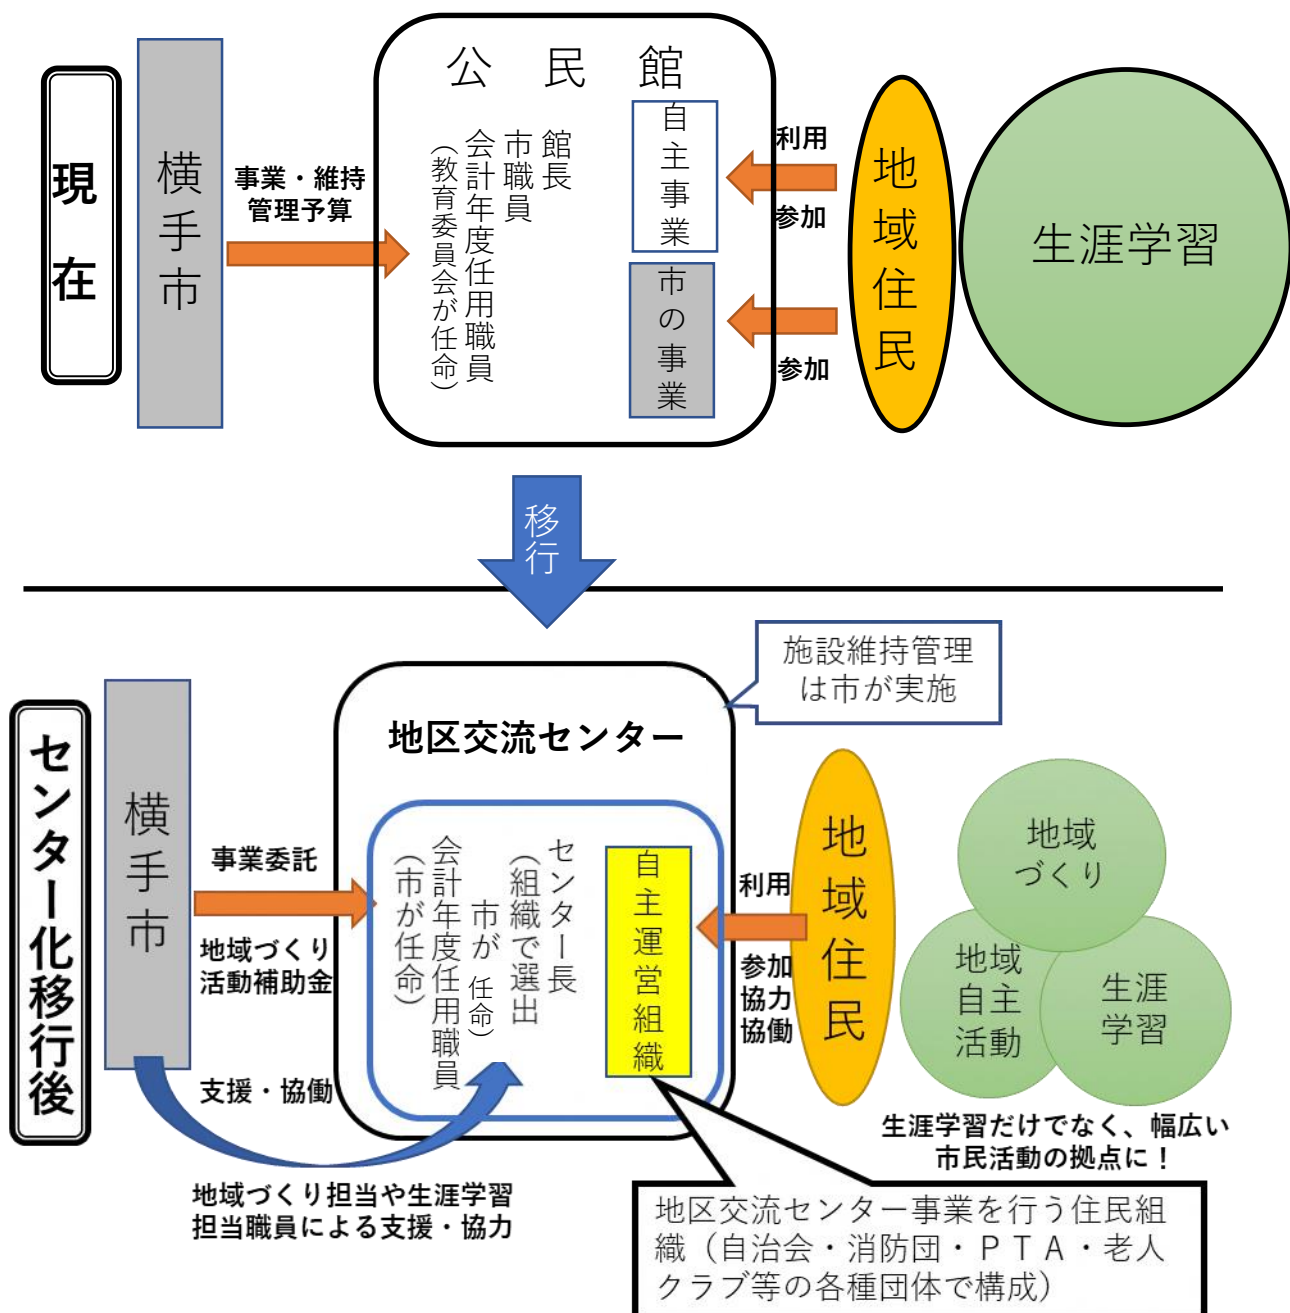 現在
横手市
事業・維持
管理予算
公民館
館長
市職員
会計年度任用職員
（教育委員会が任命）
自主事業
市の事業
利用
参加
参加
地域住民
生涯学習
移行
センター化移行後
横手市
事業委託
地域づくり
活動補助金
支援・協働
地域づくり担当や生涯学習
担当職員による支援・協力
地区交流センター
施設維持管理
は市が実施
センター長
（組織で選出
市が 任命）
会計年度任用職員
（市が任命）
自主運営組織
利用
参加
協力
協働
地域住民
地域
づくり
地域
自主
活動
生涯
学習
生涯学習だけでなく、幅広い
市民活動の拠点に！
地区交流センター事業を行う住民組
織（自治会・消防団・ＰＴＡ・老人
クラブ等の各種団体で構成）